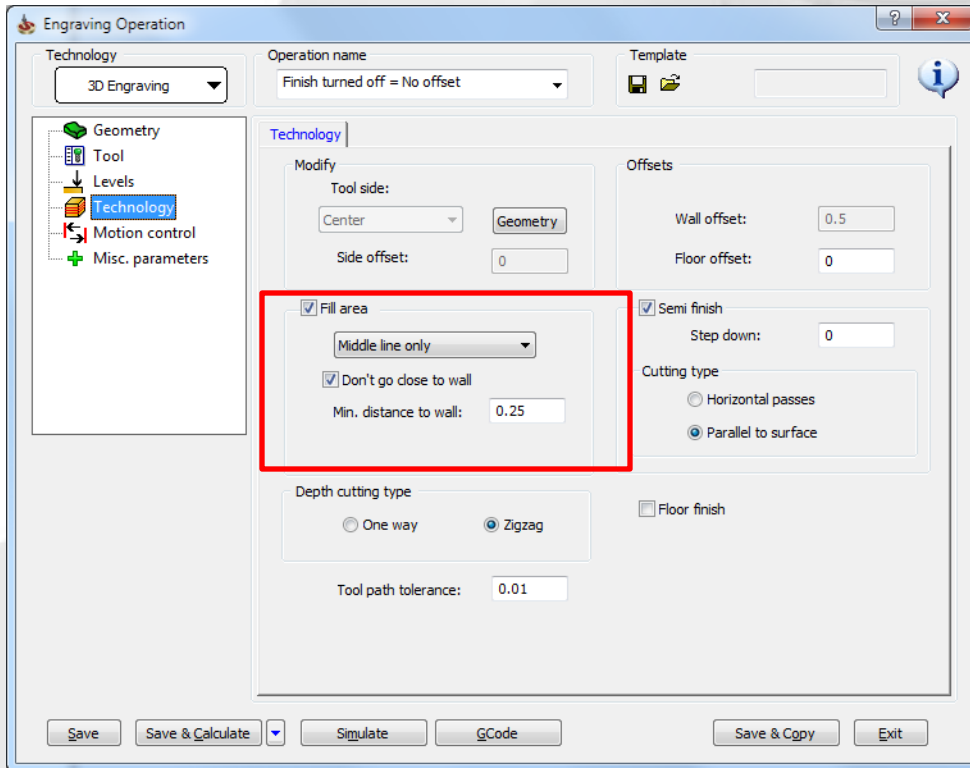 Engraving Operation
?
x
Technology
3D Engraving
Operation name
Finish turned off = No offset
Template
i
Geometry
Tool
Levels
Technology
Motion control
Misc. parameters
Technology
Modify
Tool side:
Center
Geometry
Side offset:
0
Offsets
Wall offset:
0.5
Floor offset:
0
Fill area
Middle line only
Don't go close to wall
Min. distance to wall:
0.25
Semi finish
Step down:
0
Cutting type
Horizontal passes
Parallel to surface
Depth cutting type
One way
Zigzag
Floor finish
Tool path tolerance:
0.01
Save
Save & Calculate
Simulate
GCode
Save & Copy
Exit